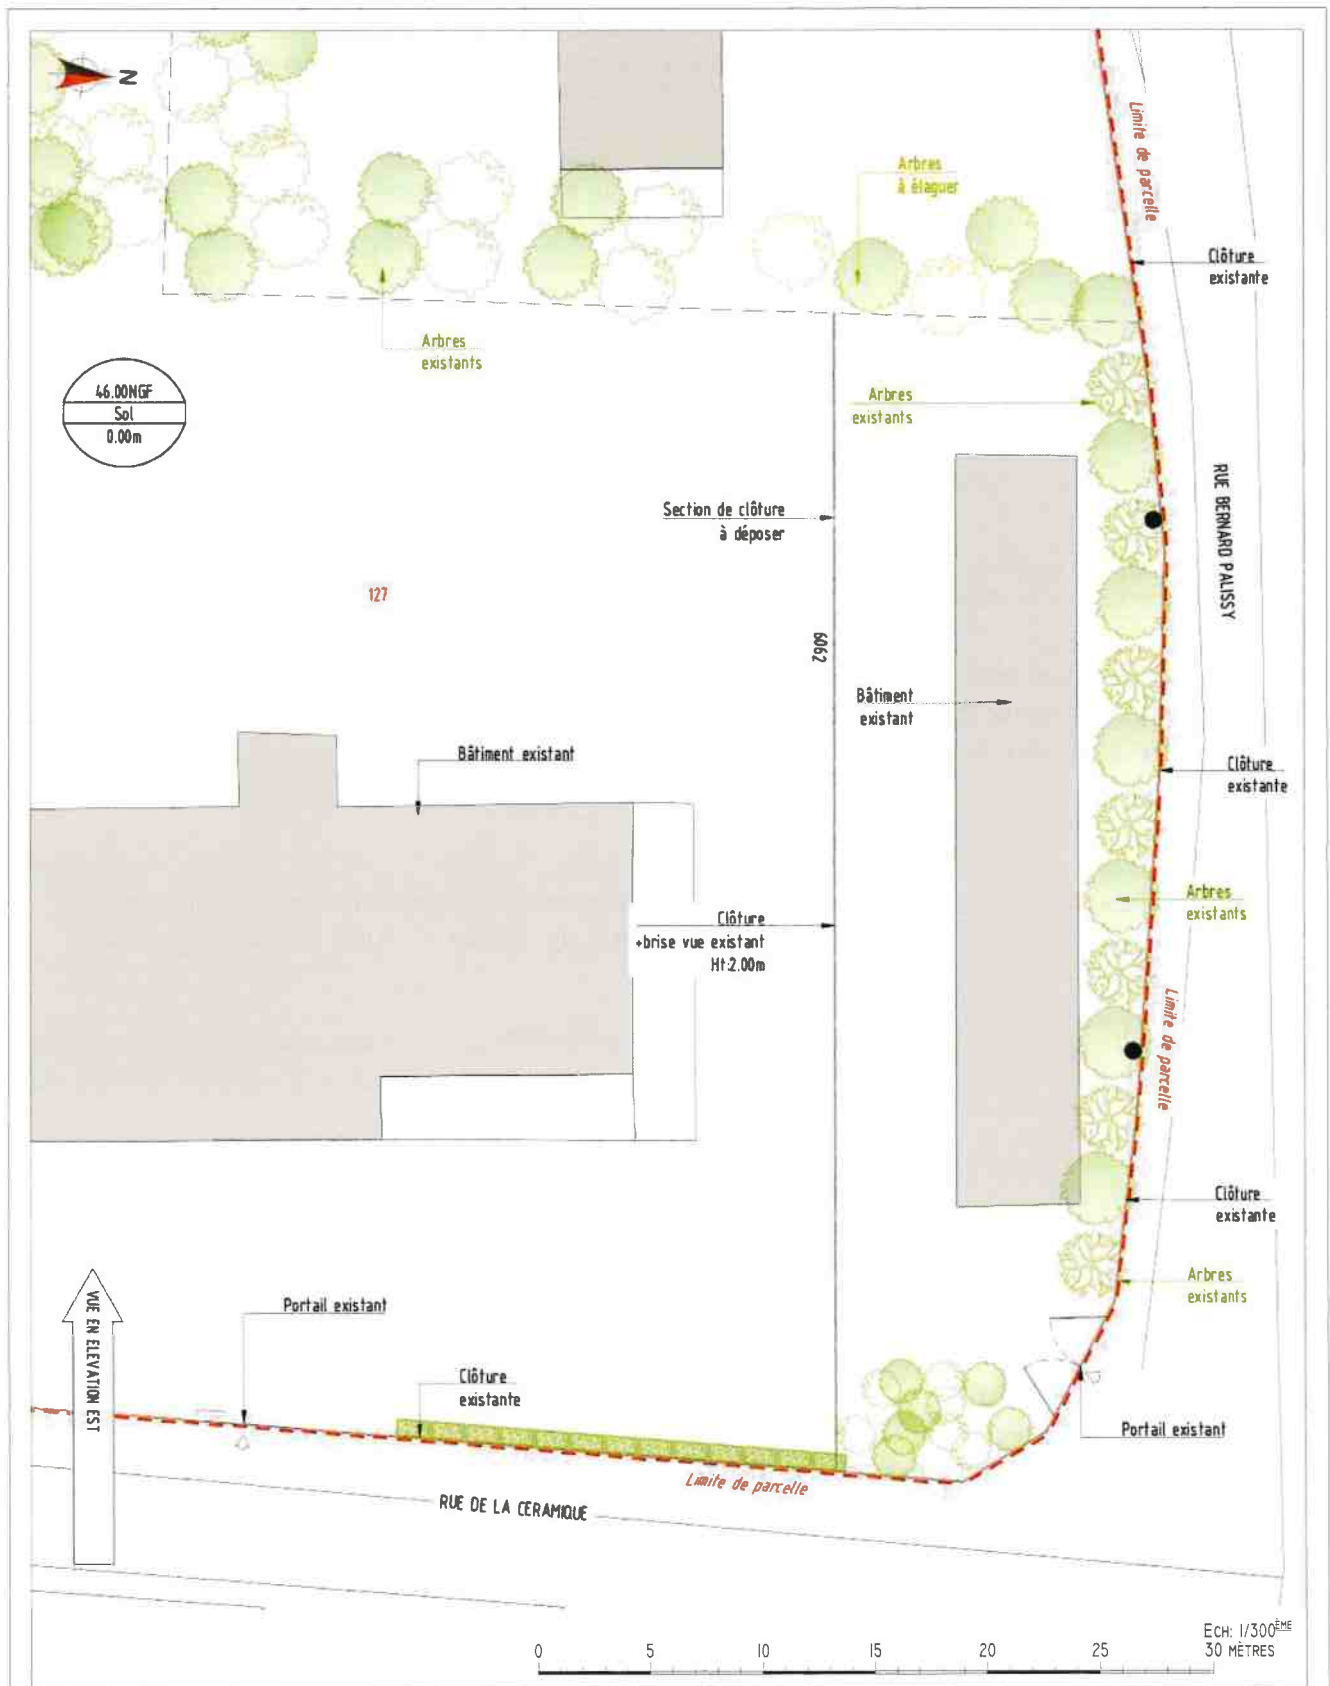 N
Limite de parcelle
Arbres
à élaguer
Clôture
existante
Arbres
existants
46.00NGF
Sol
0.00m
Arbres
existants
RUE BERNARD PALISSY
Section de clôture
à déposer
127
6062
Bâtiment
existant
Bâtiment existant
Clôture
existante
Arbres
existants
Clôture
+brise vue existant
Ht:2.00m
Limite de parcelle
Clôture
existante
Arbres
existants
VUE EN ELEVATION EST
Portail existant
Clôture
existante
Portail existant
Limite de parcelle
RUE DE LA CERAMIQUE
ECH: 1/300ÈME
0 5 10 15 20 25 30 MÈTRES